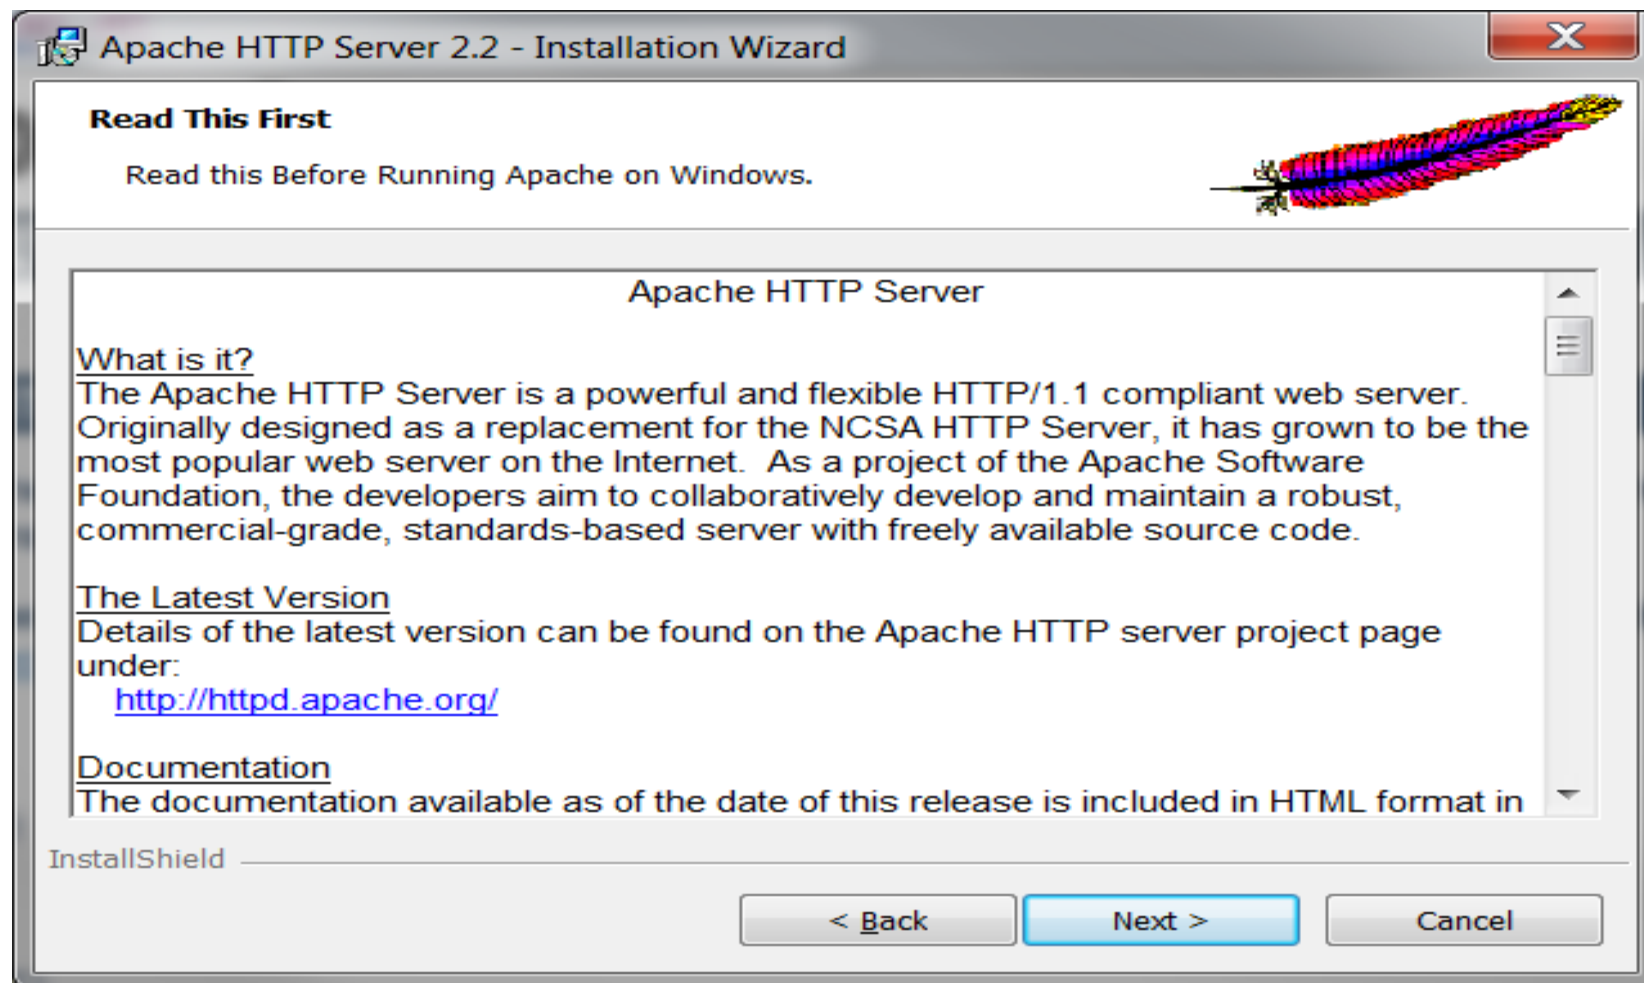 Apache HTTP Server 2.2 - Installation Wizard
Read This First
Read this Before Running Apache on Windows.
Apache HTTP Server
What is it?
The Apache HTTP Server is a powerful and flexible HTTP/1.1 compliant web server.
Originally designed as a replacement for the NCSA HTTP Server, it has grown to be the
most popular web server on the Internet.  As a project of the Apache Software
Foundation, the developers aim to collaboratively develop and maintain a robust,
commercial-grade, standards-based server with freely available source code.
The Latest Version
Details of the latest version can be found on the Apache HTTP server project page
under:
http://httpd.apache.org/
Documentation
The documentation available as of the date of this release is included in HTML format in
InstallShield
< Back
Next >
Cancel